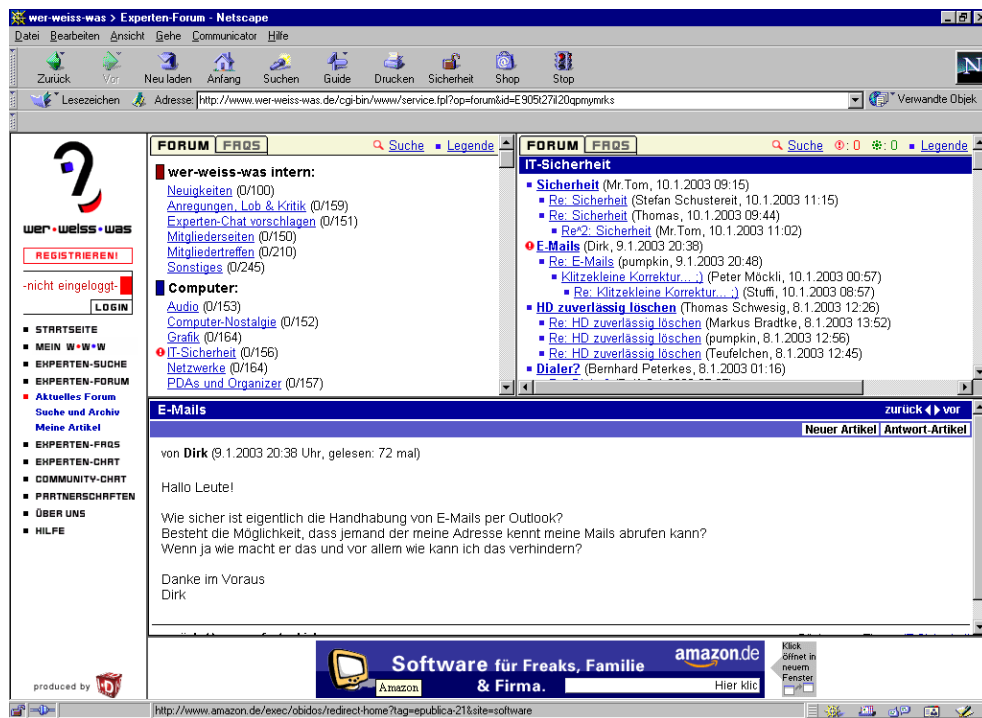 wer-weiss-was > Experten-Forum - Netscape
Datei Bearbeiten Ansicht Gehe Communicator Hilfe
Zurück Vor Neu laden Anfang Suchen Guide Drucken Sicherheit Shop Stop
Lesezeichen Adresse: http://www.wer-weiss-was.de/cgi-bin/www/service.fpl?op=forum&id=E905t27il20qpmymrks Verwandte Objek
wer•weiss•was
REGISTRIEREN!
-nicht eingeloggt-
LOGIN
STARTSEITE
MEIN W•W•W
EXPERTEN-SUCHE
EXPERTEN-FORUM
Aktuelles Forum
Suche und Archiv
Meine Artikel
EXPERTEN-FAQS
EXPERTEN-CHAT
COMMUNITY-CHAT
PARTNERSCHAFTEN
ÜBER UNS
HILFE
produced by
FORUM FAQS Suche Legende
wer-weiss-was intern:
Neuigkeiten (0/100)
Anregungen, Lob & Kritik (0/159)
Experten-Chat vorschlagen (0/151)
Mitgliederseiten (0/150)
Mitgliedertreffen (0/210)
Sonstiges (0/245)
Computer:
Audio (0/153)
Computer-Nostalgie (0/152)
Grafik (0/164)
IT-Sicherheit (0/156)
Netzwerke (0/164)
PDAs und Organizer (0/157)
FORUM FAQS Suche : 0 : 0 Legende
IT-Sicherheit
Sicherheit (Mr.Tom, 10.1.2003 09:15)
Re: Sicherheit (Stefan Schustereit, 10.1.2003 11:15)
Re: Sicherheit (Thomas, 10.1.2003 09:44)
Re^2: Sicherheit (Mr.Tom, 10.1.2003 11:02)
E-Mails (Dirk, 9.1.2003 20:38)
Re: E-Mails (pumpkin, 9.1.2003 20:48)
Klitzekleine Korrektur... ;) (Peter Möckli, 10.1.2003 00:57)
Re: Klitzekleine Korrektur... ;) (Stuffi, 10.1.2003 08:57)
HD zuverlässig löschen (Thomas Schwesig, 8.1.2003 12:26)
Re: HD zuverlässig löschen (Markus Bradtke, 8.1.2003 13:52)
Re: HD zuverlässig löschen (pumpkin, 8.1.2003 12:56)
Re: HD zuverlässig löschen (Teufelchen, 8.1.2003 12:45)
Dialer? (Bernhard Peterkes, 8.1.2003 01:16)
E-Mails zurück vor
Neuer Artikel Antwort-Artikel
von Dirk (9.1.2003 20:38 Uhr, gelesen: 72 mal)
Hallo Leute!
Wie sicher ist eigentlich die Handhabung von E-Mails per Outlook?
Besteht die Möglichkeit, dass jemand der meine Adresse kennt meine Mails abrufen kann?
Wenn ja wie macht er das und vor allem wie kann ich das verhindern?
Danke im Voraus
Dirk
Software für Freaks, Familie
& Firma.
Amazon
amazon.de
Hier klic
Klick
öffnet in
neuem
Fenster
http://www.amazon.de/exec/obidos/redirect-home?tag=epublica-21&site=software